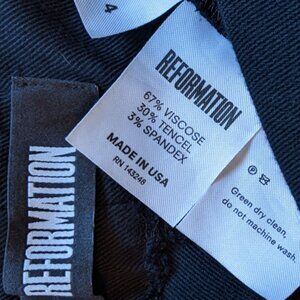 4
REFORMATION
REFORMATION
67% VISCOSE
30% TENCEL
3% SPANDEX
MADE IN USA
RN 143248
Green dry clean,
do not machine wash.